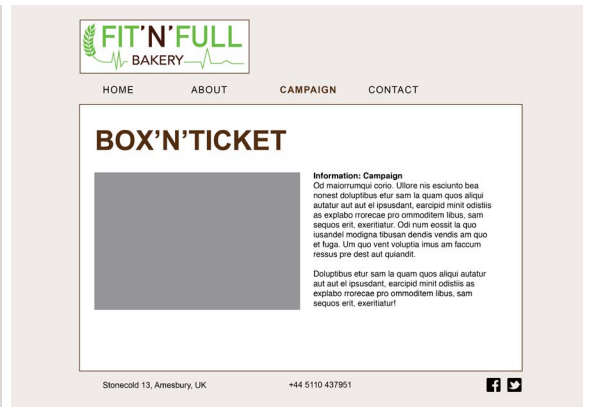 FIT'N'FULL
BAKERY
HOME ABOUT CAMPAIGN CONTACT
BOX'N'TICKET
Information: Campaign
Od maiorrumqui corio. Ullore nis esciunto bea
nonest doluptibus etur sam la quam quos aliqui
autatur aut aut el ipsusdant, earcipid minit odistiis
as explabo rrorecae pro ommoditem libus, sam
sequos erit, exeritiatur. Odi num eossit la quo
iusandel modigna tibusan dendis vendis am quo
et fuga. Um quo vent voluptia imus am faccum
ressus pre dest aut quiandit.
Doluptibus etur sam la quam quos aliqui autatur
aut aut el ipsusdant, earcipid minit odistiis as
explabo rrorecae pro ommoditem libus, sam
sequos erit, exeritiatur!
Stonecold 13, Amesbury, UK +44 5110 437951